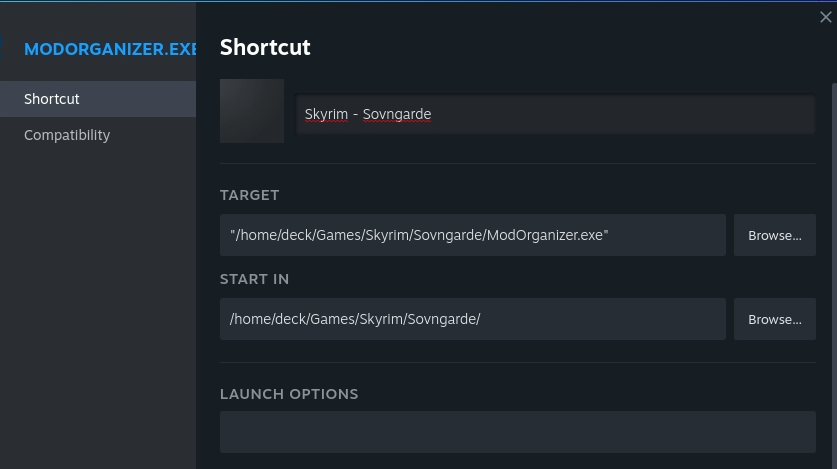 MODORGANIZER.EXE
Shortcut
Compatibility
Shortcut
Skyrim - Sovngarde
TARGET
"/home/deck/Games/Skyrim/Sovngarde/ModOrganizer.exe"
Browse...
START IN
/home/deck/Games/Skyrim/Sovngarde/
Browse...
LAUNCH OPTIONS